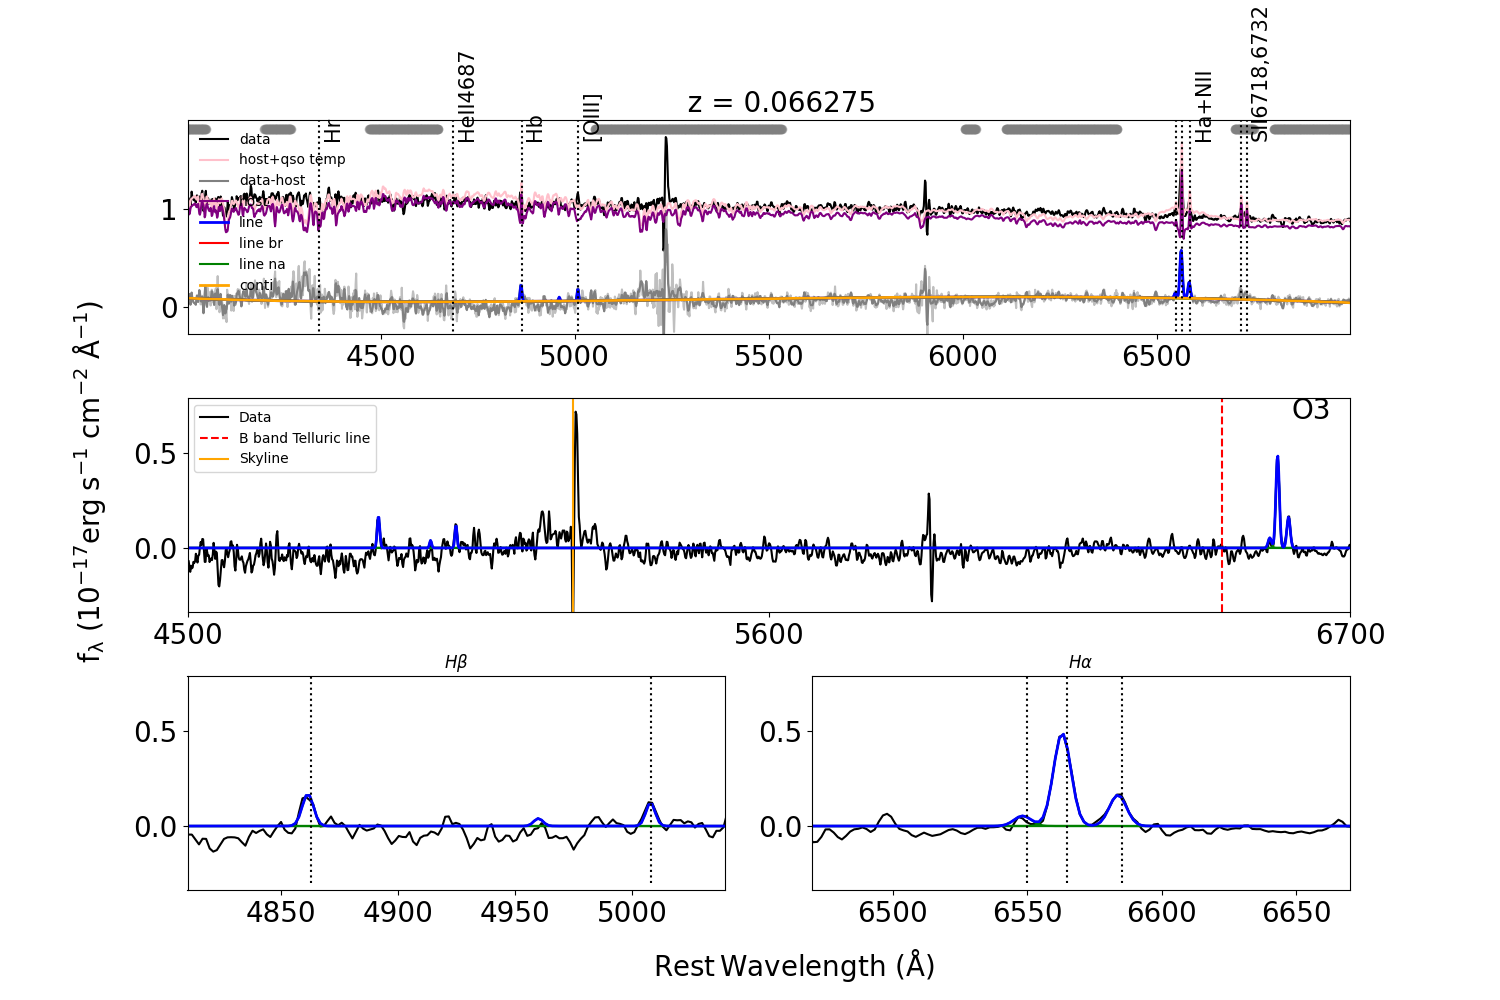 Hr
HeII4687
Hb
[OIII]
Ha+NII
SII6718,6732
z = 0.066275
data
host+qso temp
data-host
host
line
line br
line na
conti
1
0
4500
5000
5500
6000
6500
O3
Data
B band Telluric line
Skyline
0.5
0.0
4500
5600
6700
f_λ (10⁻¹⁷erg s⁻¹ cm⁻² Å⁻¹)
Hβ
0.5
0.0
4850
4900
4950
5000
Hα
0.5
0.0
6500
6550
6600
6650
Rest Wavelength (Å)